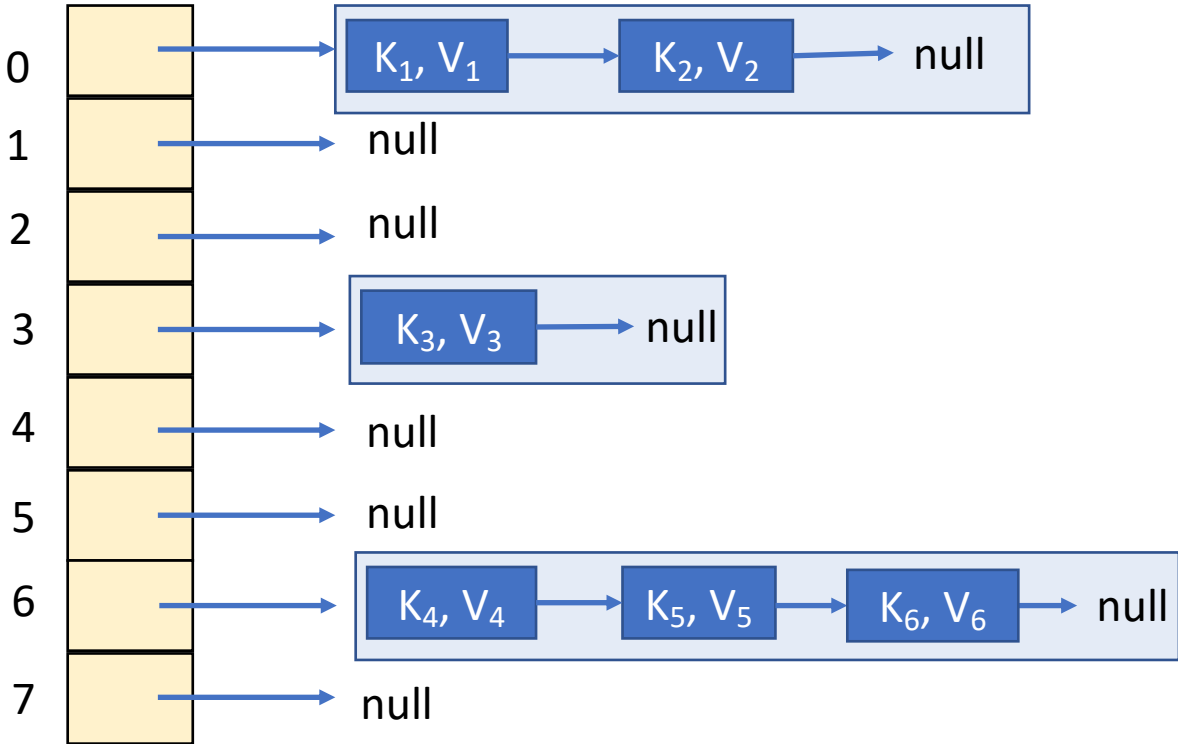 0 K₁, V₁ K₂, V₂ null
1 null
2 null
3 K₃, V₃ null
4 null
5 null
6 K₄, V₄ K₅, V₅ K₆, V₆ null
7 null